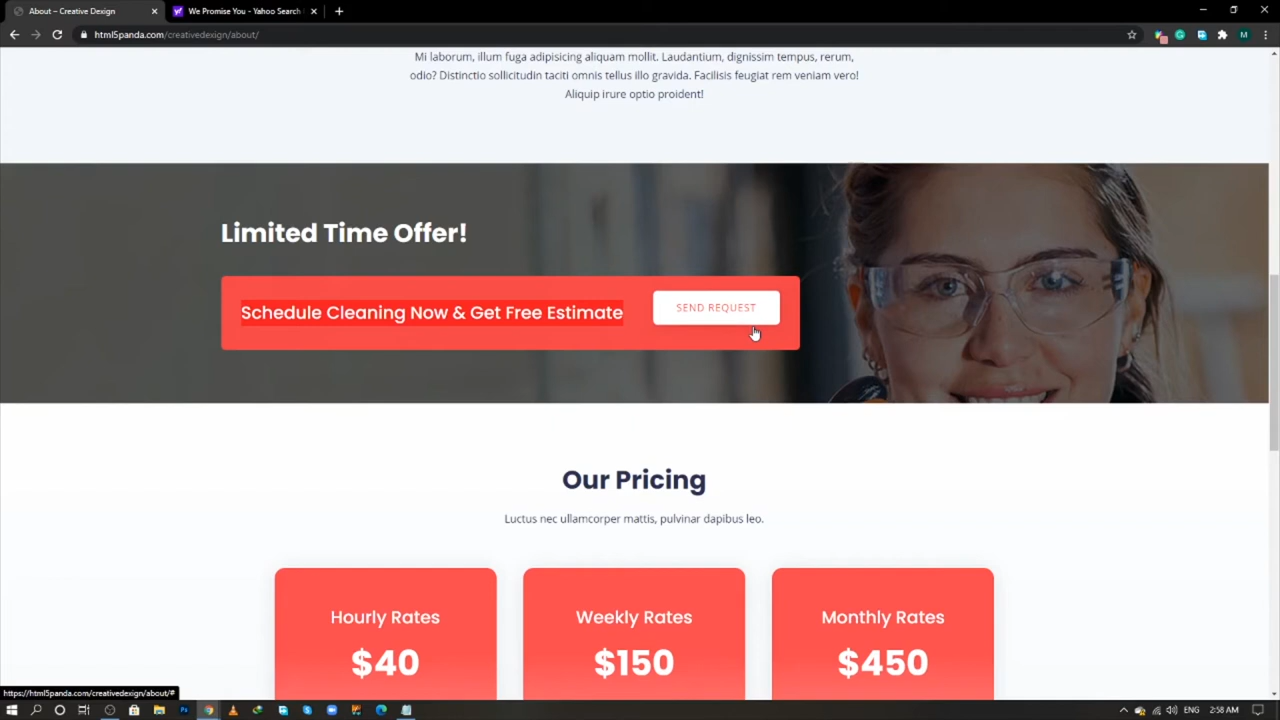 About – Creative Design
We Promise You - Yahoo Search
html5panda.com/creativedesign/about/
M
Mi laborum, illum fuga adipisicing aliquam mollit. Laudantium, dignissim tempus, rerum,
odio? Distinctio sollicitudin taciti omnis tellus illo gravida. Facilisis feugiat rem veniam vero!
Aliquip irure optio proident!
Limited Time Offer!
Schedule Cleaning Now & Get Free Estimate
SEND REQUEST
Our Pricing
Luctus nec ullamcorper mattis, pulvinar dapibus leo.
Hourly Rates
Weekly Rates
Monthly Rates
$40
$150
$450
https://html5panda.com/creativedesign/about/#
ENG
2:58 AM